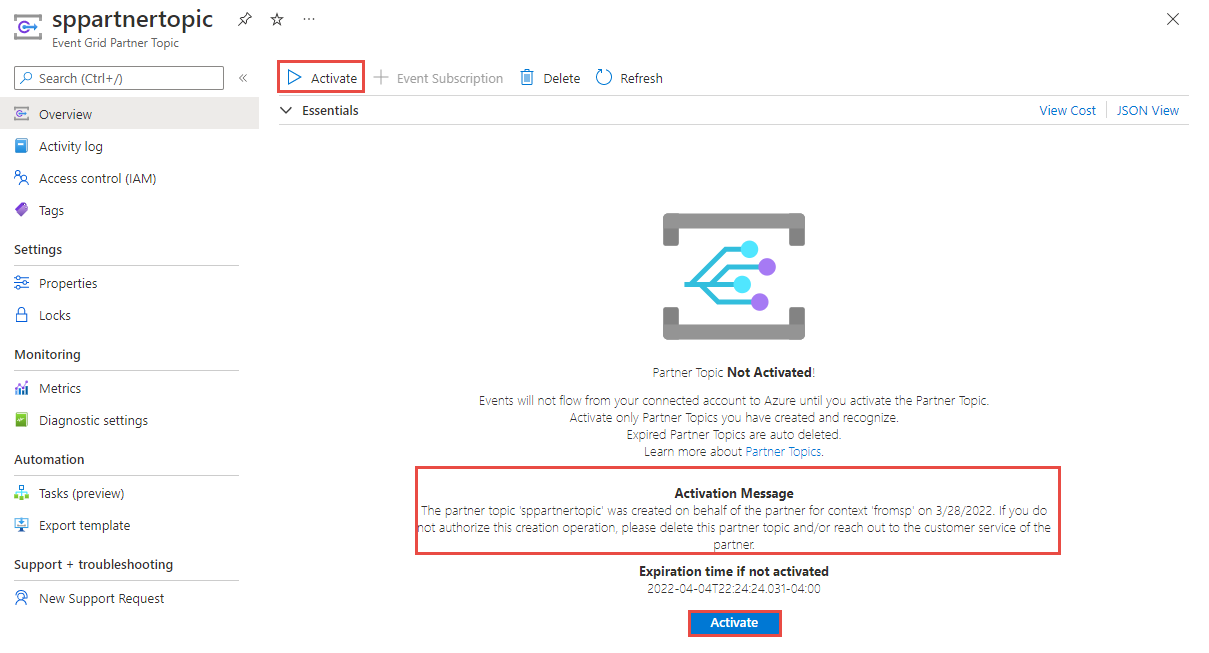 sppartnertopic
Event Grid Partner Topic
Search (Ctrl+/)
Overview
Activity log
Access control (IAM)
Tags
Settings
Properties
Locks
Monitoring
Metrics
Diagnostic settings
Automation
Tasks (preview)
Export template
Support + troubleshooting
New Support Request
Activate
Event Subscription
Delete
Refresh
Essentials
View Cost
JSON View
Partner Topic Not Activated!
Events will not flow from your connected account to Azure until you activate the Partner Topic.
Activate only Partner Topics you have created and recognize.
Expired Partner Topics are auto deleted.
Learn more about Partner Topics.
Activation Message
The partner topic 'sppartnertopic' was created on behalf of the partner for context 'fromsp' on 3/28/2022. If you do
not authorize this creation operation, please delete this partner topic and/or reach out to the customer service of the
partner.
Expiration time if not activated
2022-04-04T22:24:24.031-04:00
Activate